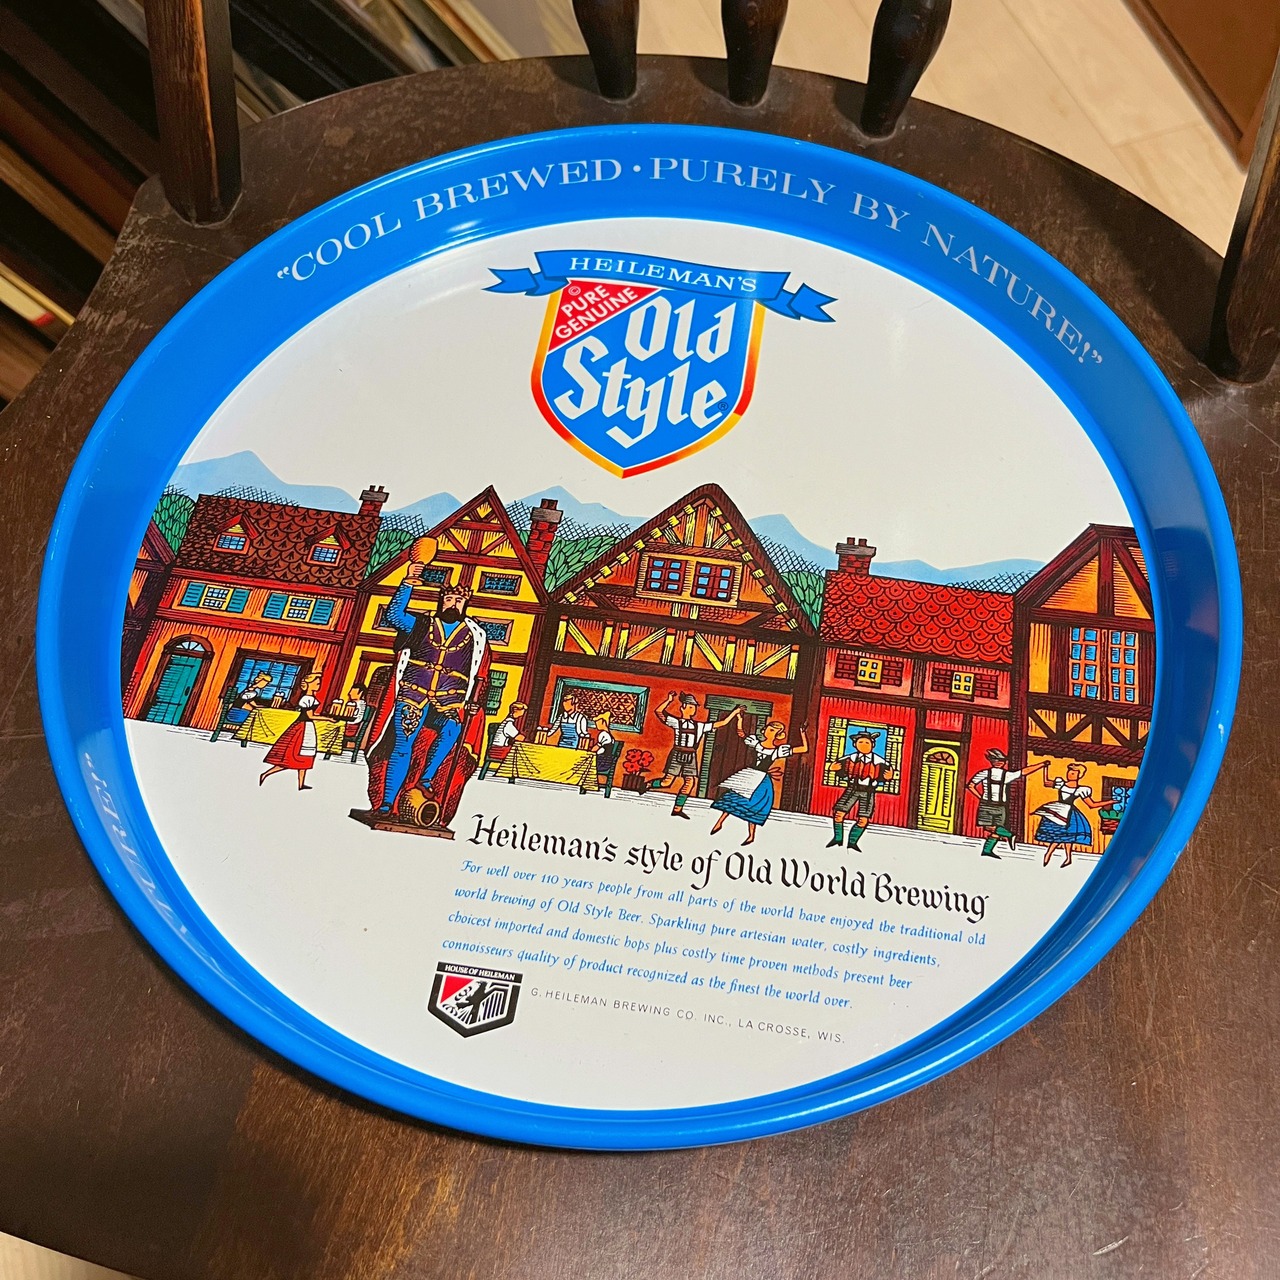 “COOL BREWED • PURELY BY NATURE!”
HEILEMAN'S
©
PURE
GENUINE
Old
Style®
Heileman's style of Old World Brewing
For well over 110 years people from all parts of the world have enjoyed the traditional old
world brewing of Old Style Beer. Sparkling pure artesian water, costly ingredients,
choicest imported and domestic hops plus costly time proven methods present beer
connoisseurs quality of product recognized as the finest the world over.
HOUSE OF HEILEMAN
G. HEILEMAN BREWING CO. INC., LA CROSSE, WIS.